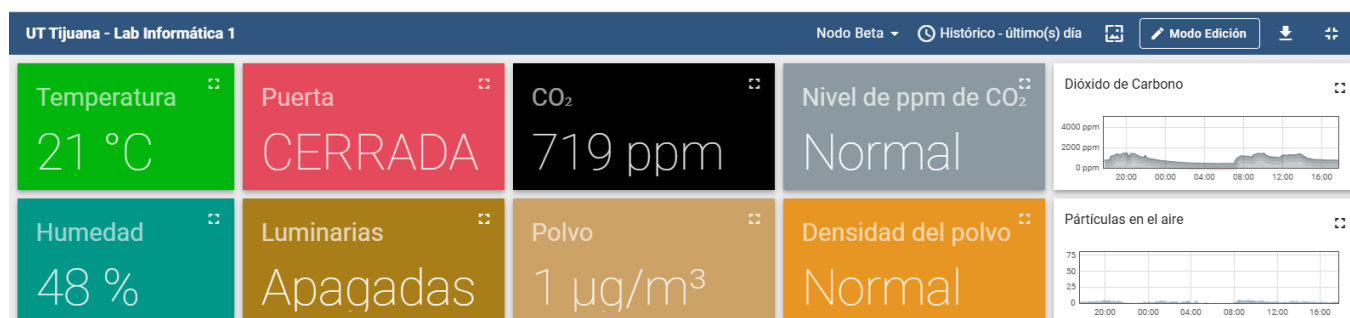 UT Tijuana - Lab Informática 1
Nodo Beta
Histórico - último(s) día
Modo Edición
Temperatura
21 °C
Puerta
CERRADA
CO₂
719 ppm
Nivel de ppm de CO₂
Normal
Dióxido de Carbono
4000 ppm
2000 ppm
0 ppm
20:00 00:00 04:00 08:00 12:00 16:00
Humedad
48 %
Luminarias
Apagadas
Polvo
1 μg/m³
Densidad del polvo
Normal
Pártículas en el aire
75
50
25
0
20:00 00:00 04:00 08:00 12:00 16:00